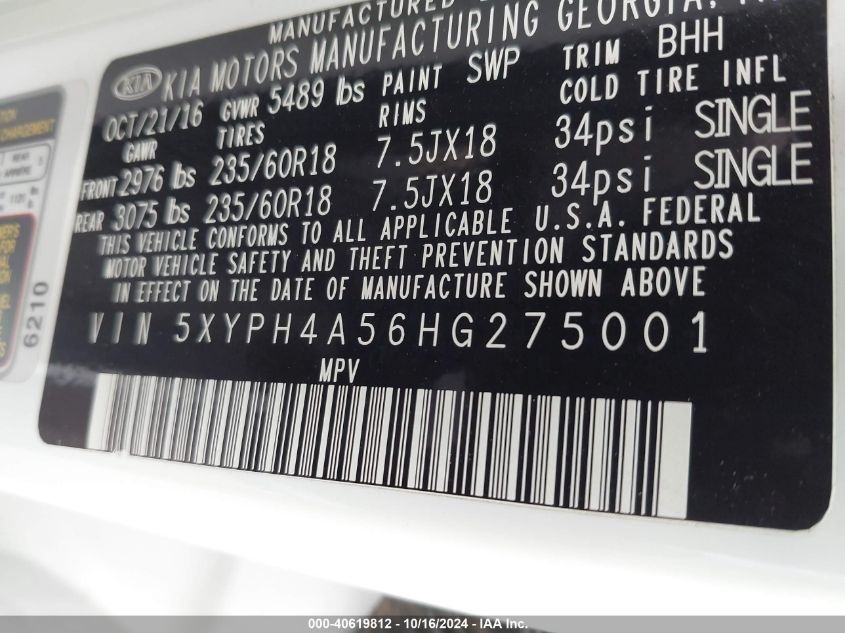 MANUFACTURED
KIA KIA MOTORS MANUFACTURING GEORGIA,
OCT/21/16 GVWR 5489 lbs PAINT SWP TRIM BHH
GAWR TIRES RIMS COLD TIRE INFL
FRONT 2976 lbs 235/60R18 7.5JX18 34psi SINGLE
REAR 3075 lbs 235/60R18 7.5JX18 34psi SINGLE
THIS VEHICLE CONFORMS TO ALL APPLICABLE U.S.A. FEDERAL
MOTOR VEHICLE SAFETY AND THEFT PREVENTION STANDARDS
IN EFFECT ON THE DATE OF MANUFACTURE SHOWN ABOVE
VIN 5XYPH4A56HG275001
MPV
6210
000-40619812 - 10/16/2024 - IAA Inc.